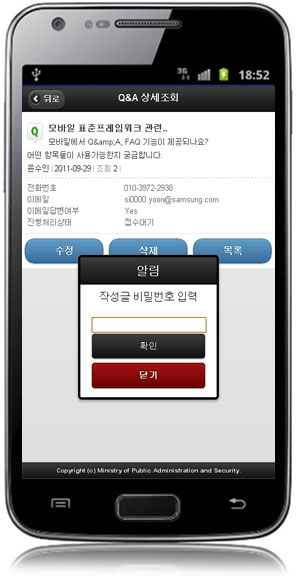 3G 18:52
뒤로 Q&A 상세조회
Q 모바일 표준프레임워크 관련..
모바일에서 Q&amp;A, FAQ 기능이 제공되나요?
어떤 항목들이 사용가능한지 궁금합니다.
윤수민 | 2011-09-29 | 조회 2 |
전화번호 010-3972-2938
이메일 si0000.yoon@samsung.com
이메일답변여부 Yes
진행처리상태 접수대기
수정 삭제 목록
알림
작성글 비밀번호 입력
확인
닫기
Copyright (c) Ministry of Public Administration and Security.